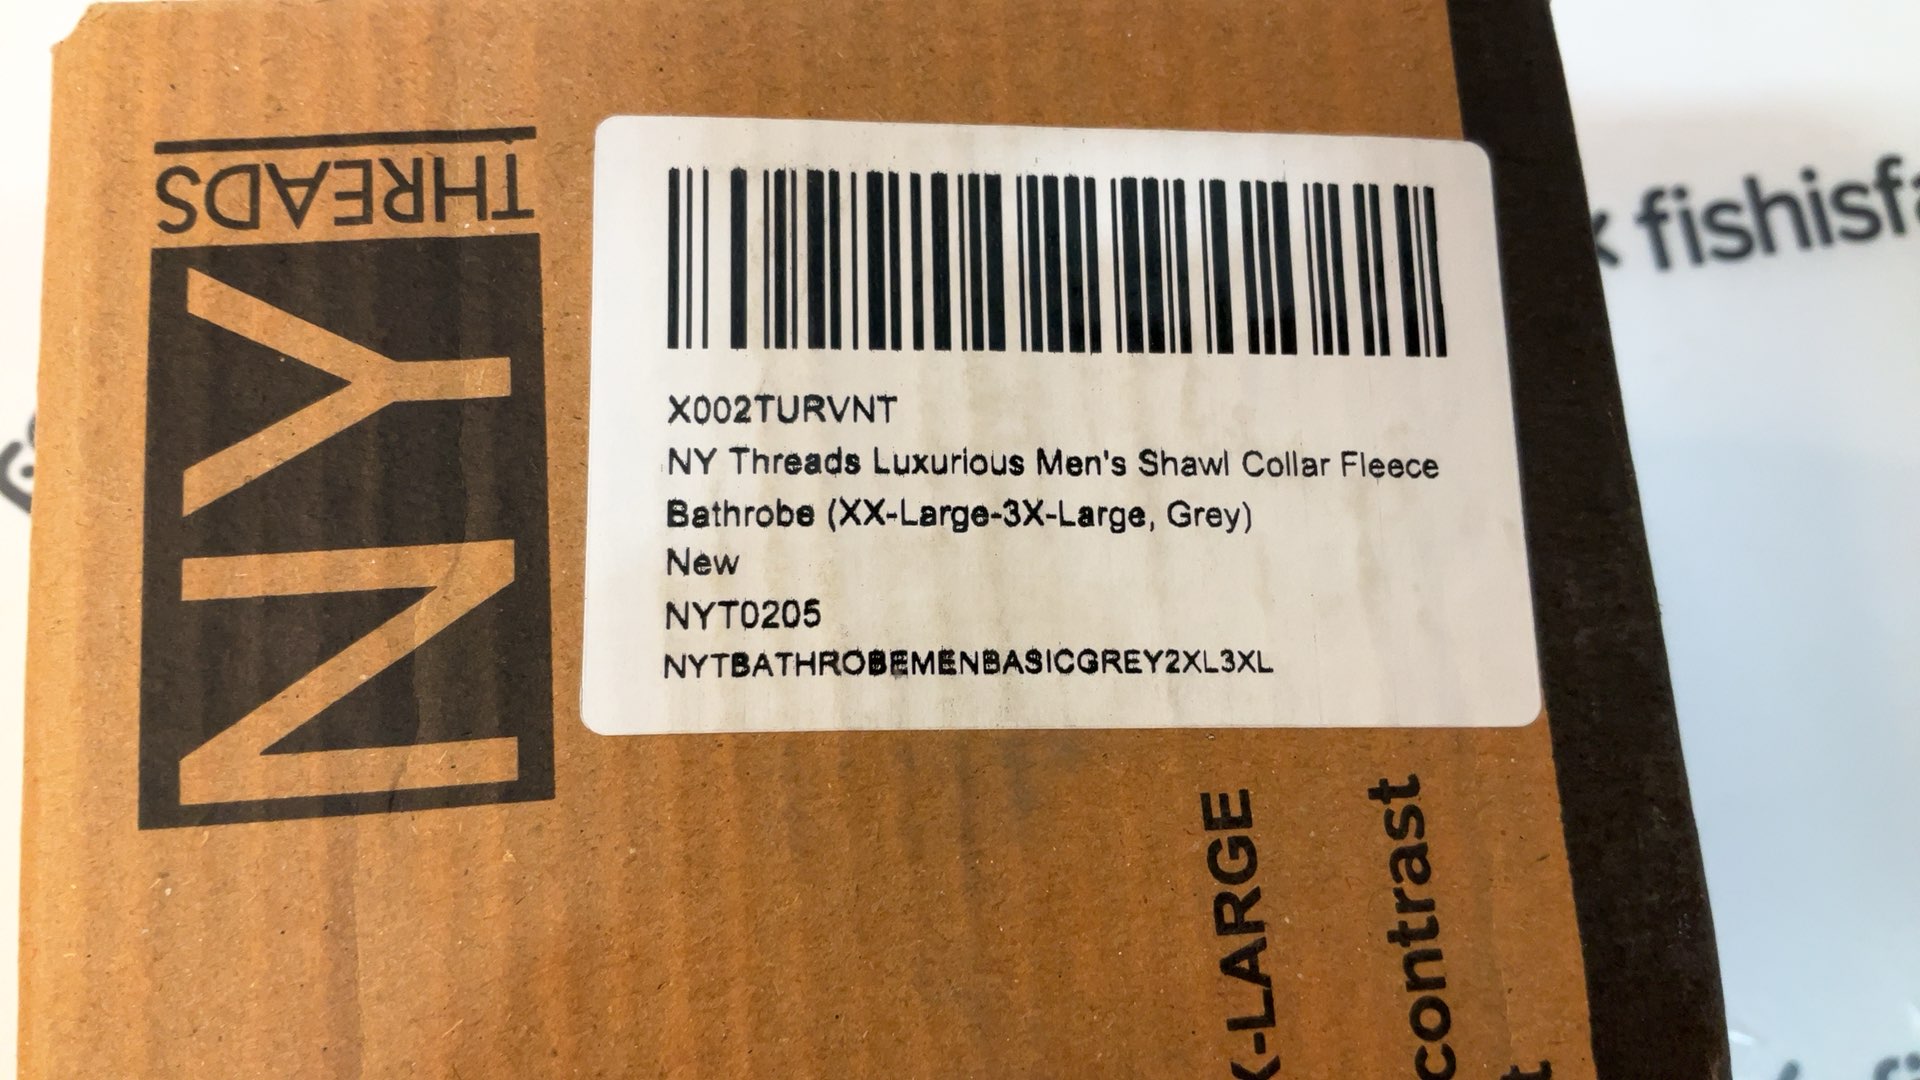 NY
THREADS
X002TURVNT
NY Threads Luxurious Men's Shawl Collar Fleece
Bathrobe (XX-Large-3X-Large, Grey)
New
NYT0205
NYTBATHROBEMENBASICGREY2XL3XL
X-LARGE
contrast